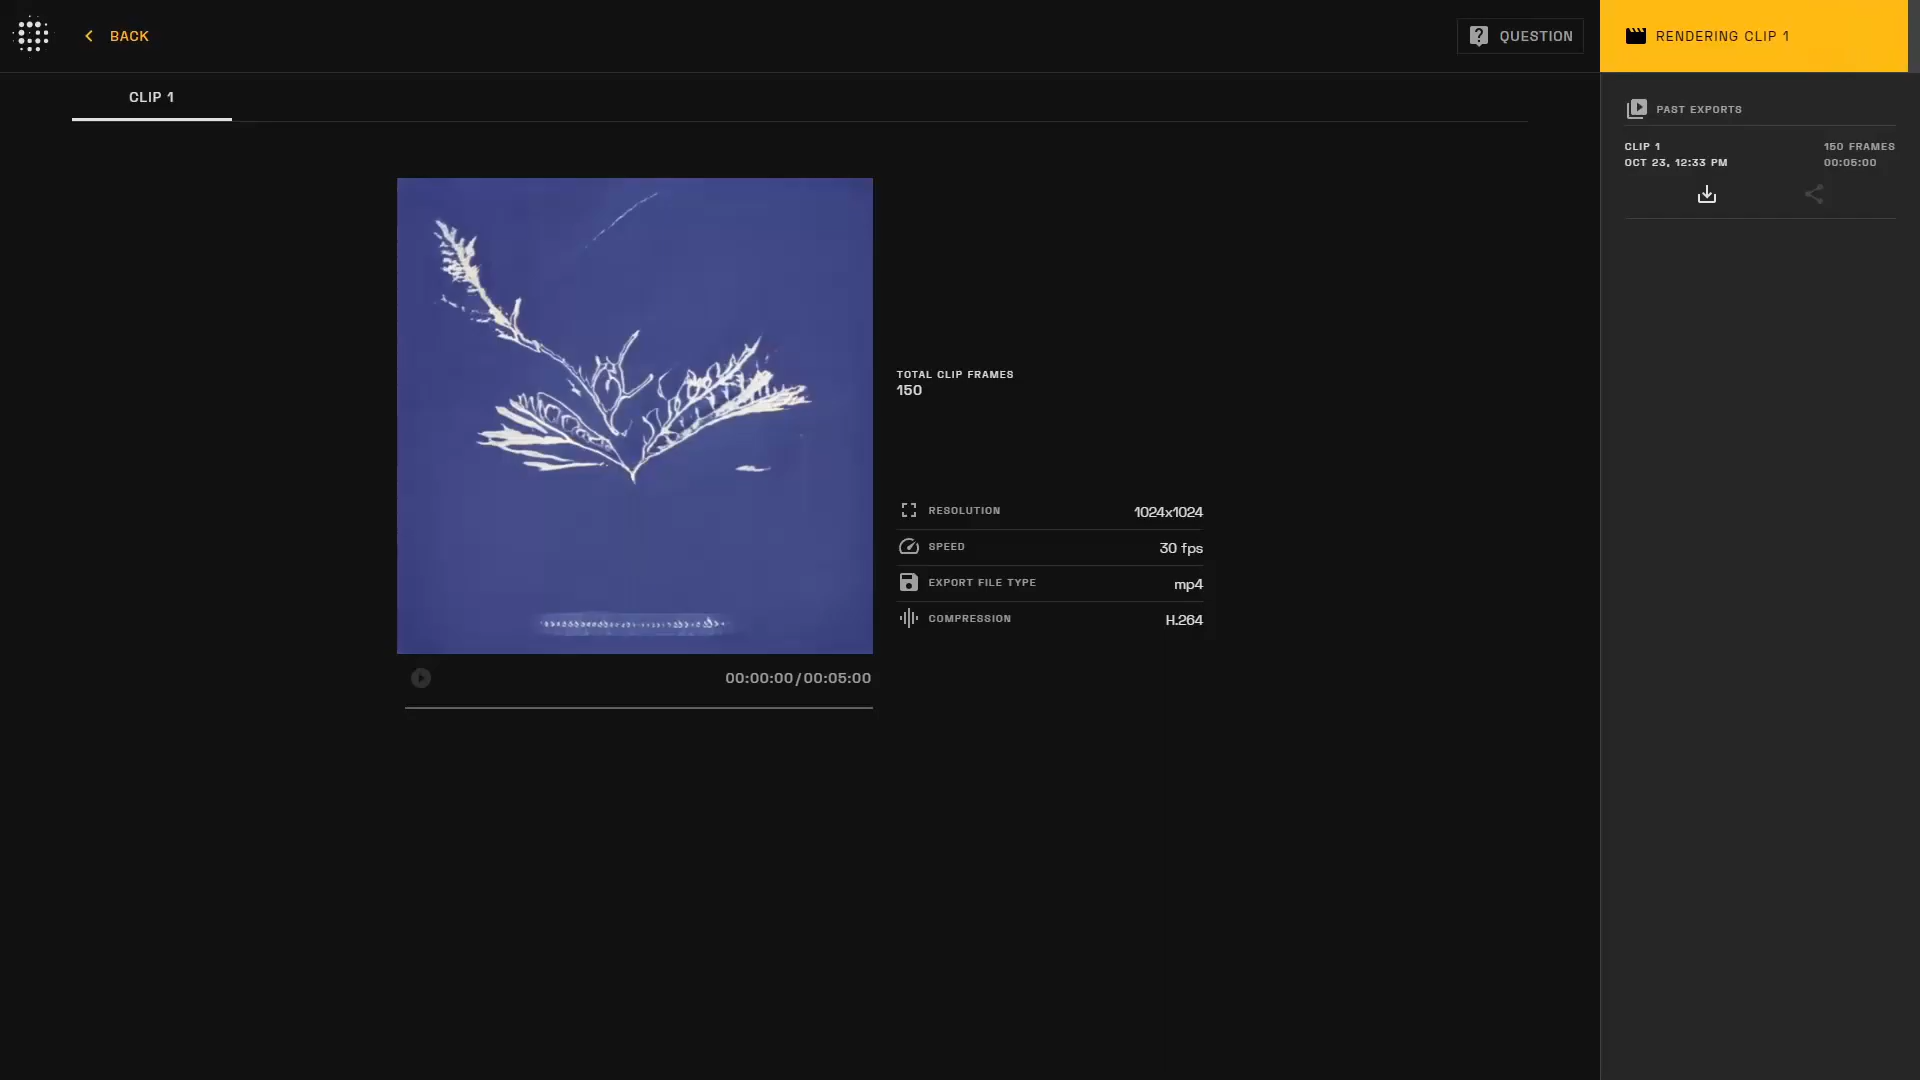 BACK
QUESTION
RENDERING CLIP 1
CLIP 1
PAST EXPORTS
CLIP 1
150 FRAMES
OCT 23, 12:33 PM
00:05:00
TOTAL CLIP FRAMES
150
RESOLUTION
1024x1024
SPEED
30 fps
EXPORT FILE TYPE
mp4
COMPRESSION
H.264
00:00:00/00:05:00